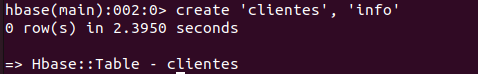 hbase(main):002:0> create 'clientes', 'info'
0 row(s) in 2.3950 seconds

=> Hbase::Table - clientes